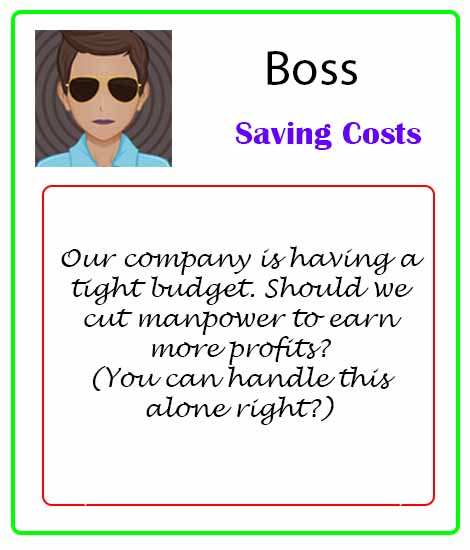 Boss
Saving Costs
Our company is having a
tight budget. Should we
cut manpower to earn
more profits?
(You can handle this
alone right?)